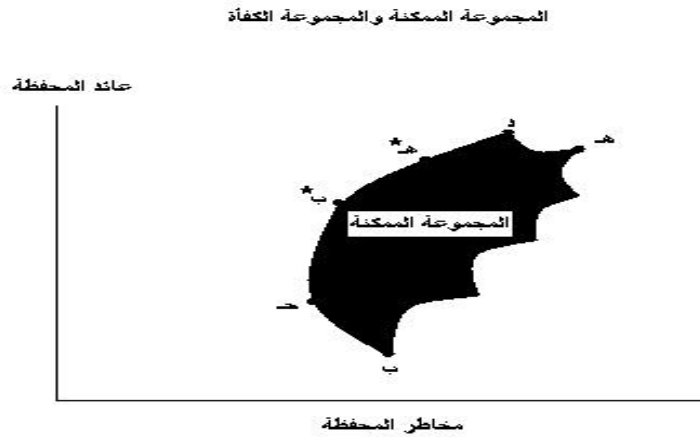 المجموعة الممكنة والمجموعة الكفأة
عائد المحفظة
د
هـ
هـ*
ب*
المجموعة الممكنة
حـ
ب
مخاطر المحفظة